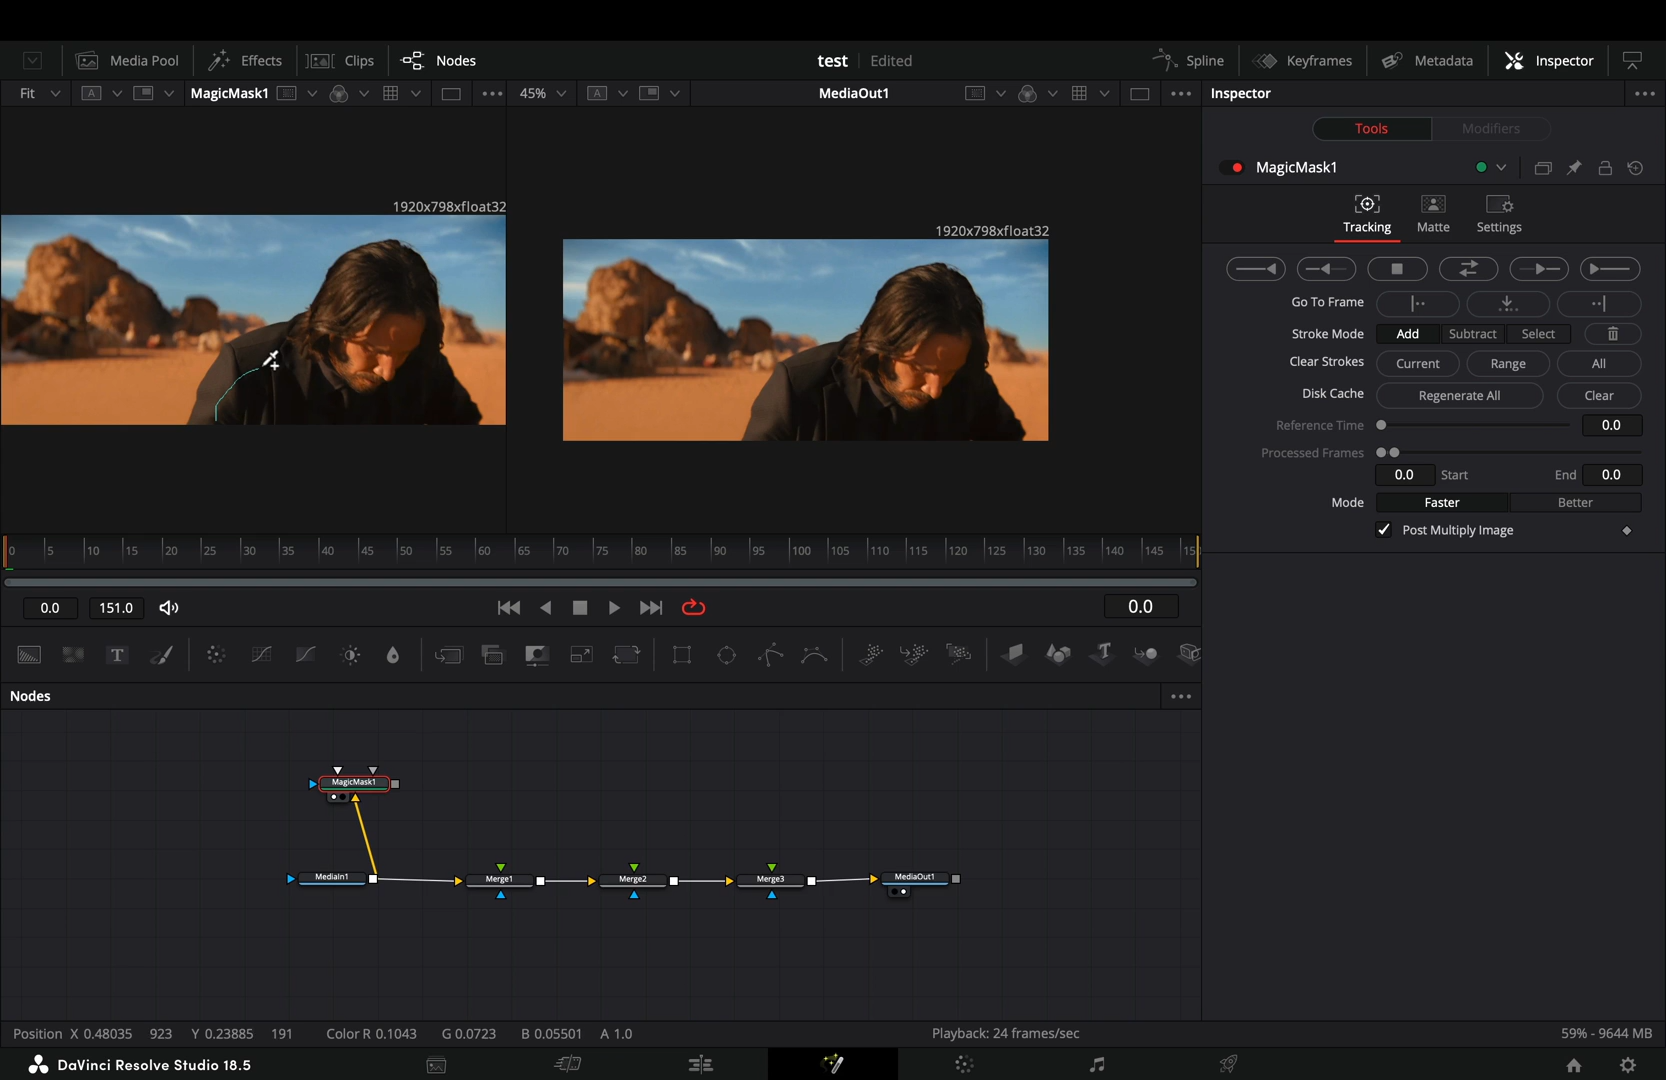 Media Pool Effects Clips Nodes test Edited Spline Keyframes Metadata Inspector
Fit A MagicMask1 45% A MediaOut1 Inspector
Tools Modifiers
MagicMask1
1920x798xfloat32
1920x798xfloat32
Tracking Matte Settings
Go To Frame
Stroke Mode Add Subtract Select
Clear Strokes Current Range All
Disk Cache Regenerate All Clear
Reference Time 0.0
Processed Frames
0.0 Start End 0.0
Mode Faster Better
Post Multiply Image
0 5 10 15 20 25 30 35 40 45 50 55 60 65 70 75 80 85 90 95 100 105 110 115 120 125 130 135 140 145 15
0.0 151.0 0.0
T T
Nodes
MagicMask1
MediaIn1 Merge1 Merge2 Merge3 MediaOut1
Position X 0.48035 923 Y 0.23885 191 Color R 0.1043 G 0.0723 B 0.05501 A 1.0 Playback: 24 frames/sec 59% - 9644 MB
DaVinci Resolve Studio 18.5